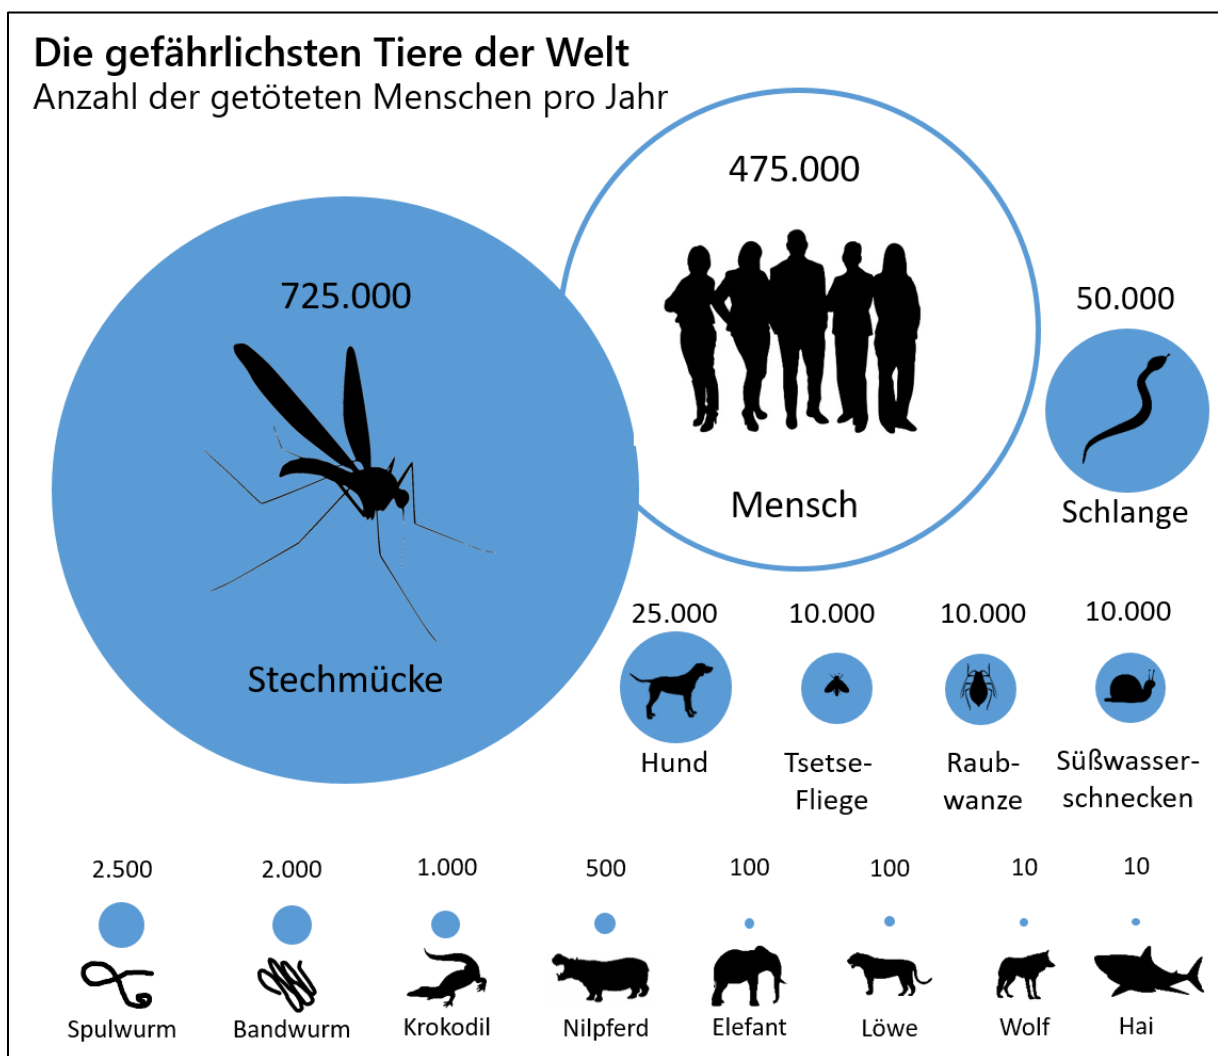 Die gefährlichsten Tiere der Welt
Anzahl der getöteten Menschen pro Jahr
475.000
Mensch
725.000
Stechmücke
50.000
Schlange
25.000 10.000 10.000 10.000
Hund Tsetse- Raub- Süßwasser-
Fliege wanze schnecken
2.500 2.000 1.000 500 100 100 10 10
Spulwurm Bandwurm Krokodil Nilpferd Elefant Löwe Wolf Hai